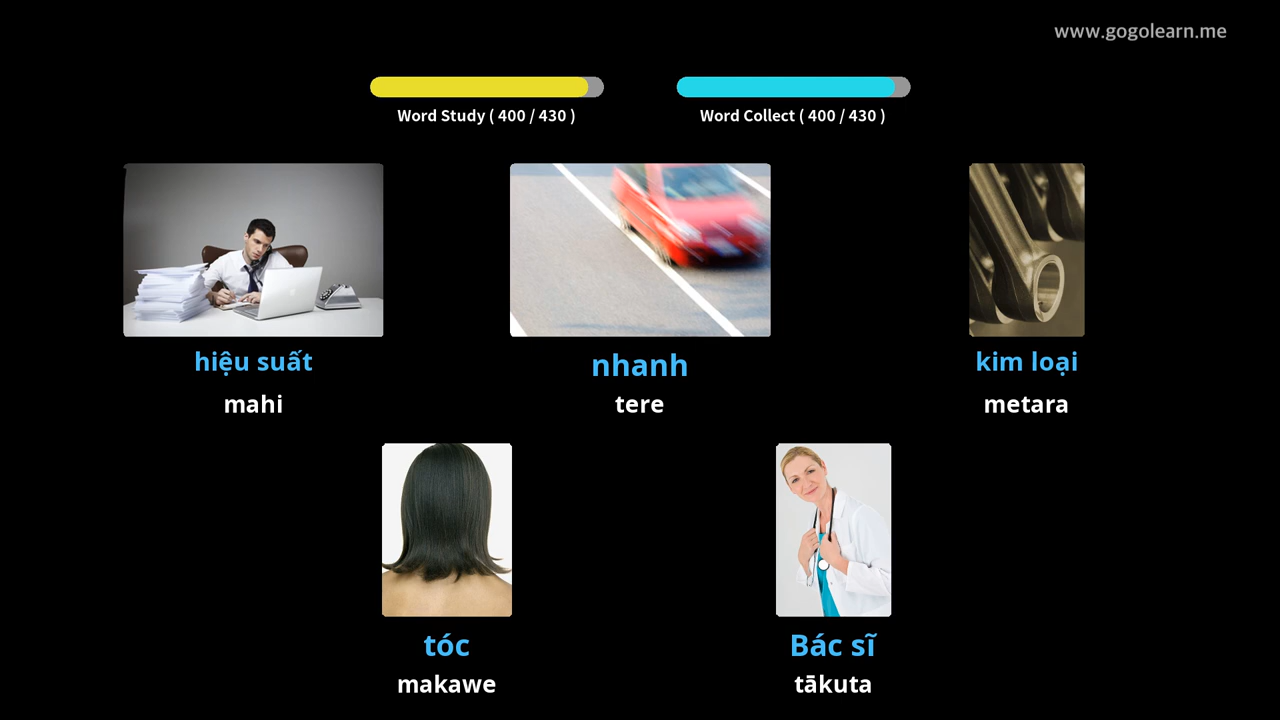 www.gogolearn.me
Word Study ( 400 / 430 )
Word Collect ( 400 / 430 )
hiệu suất
mahi
nhanh
tere
kim loại
metara
tóc
makawe
Bác sĩ
tākuta